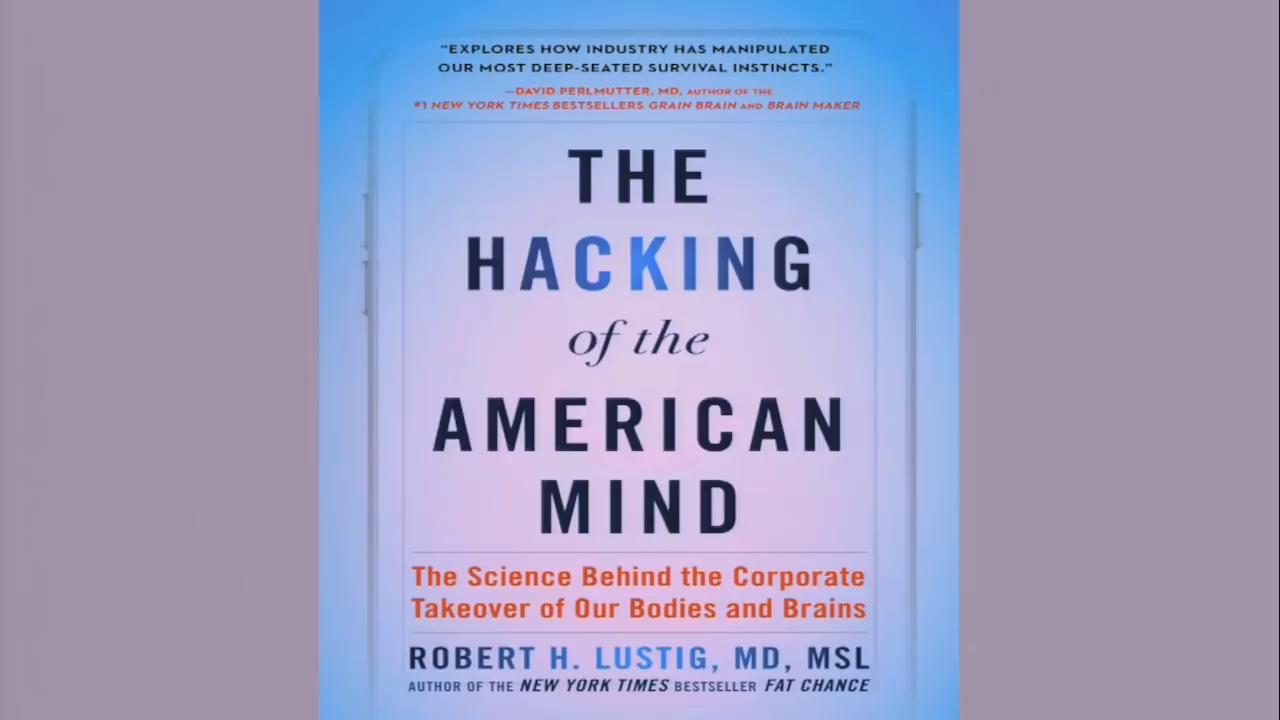 “EXPLORES HOW INDUSTRY HAS MANIPULATED
OUR MOST DEEP-SEATED SURVIVAL INSTINCTS.”
—DAVID PERLMUTTER, MD, AUTHOR OF THE
#1 NEW YORK TIMES BESTSELLERS GRAIN BRAIN AND BRAIN MAKER
THE
HACKING
of the
AMERICAN
MIND
The Science Behind the Corporate
Takeover of Our Bodies and Brains
ROBERT H. LUSTIG, MD, MSL
AUTHOR OF THE NEW YORK TIMES BESTSELLER FAT CHANCE